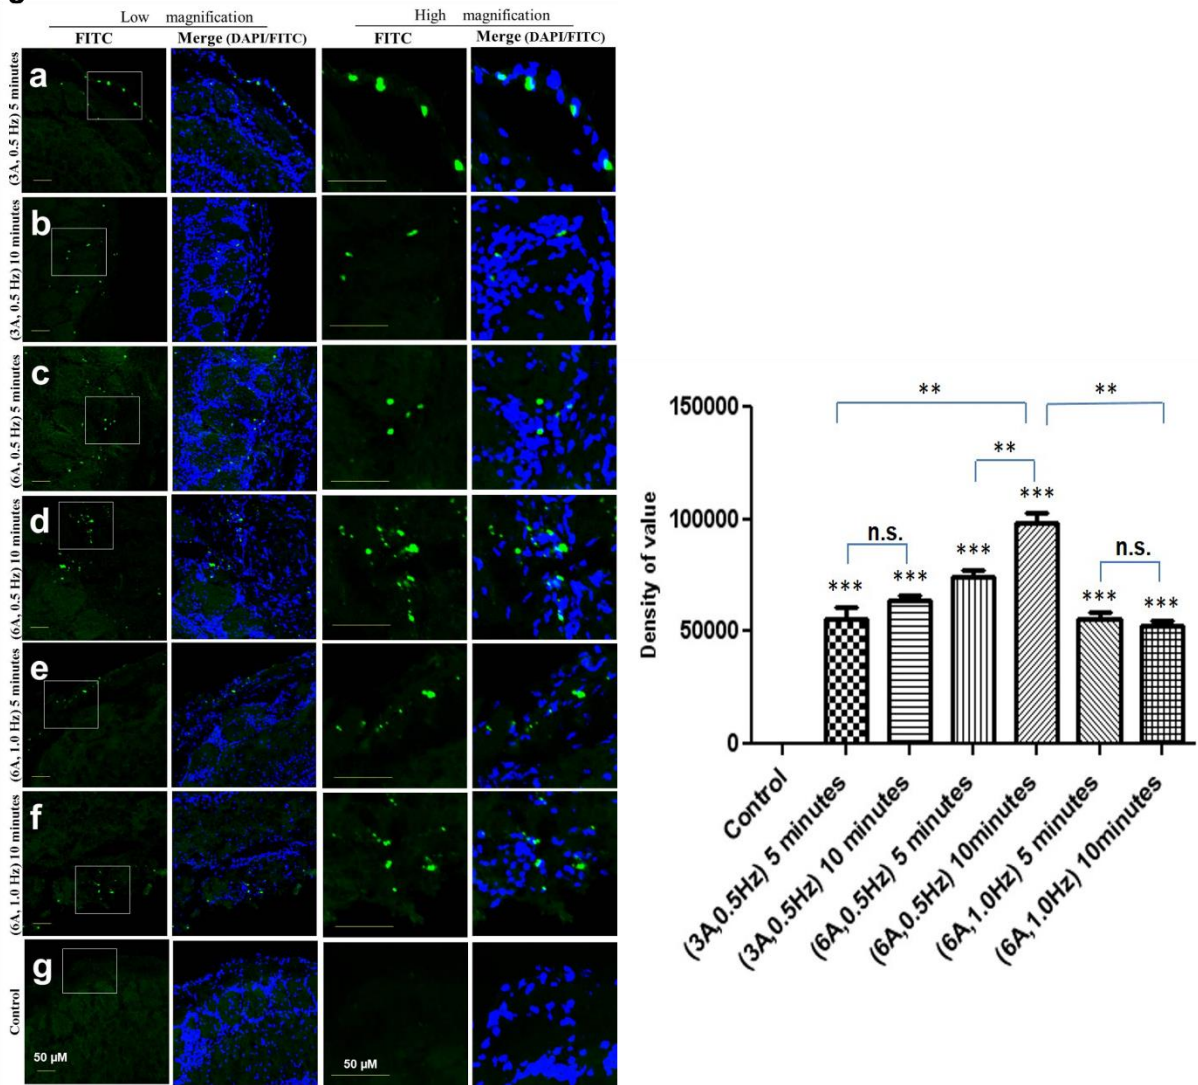 Low magnification
High magnification
FITC
Merge (DAPI/FITC)
FITC
Merge (DAPI/FITC)
(3A, 0.5 Hz) 5 minutes
a
(3A, 0.5 Hz) 10 minutes
b
(6A, 0.5 Hz) 5 minutes
c
(6A, 0.5 Hz) 10 minutes
d
(6A, 1.0 Hz) 5 minutes
e
(6A, 1.0 Hz) 10 minutes
f
Control
g
50 µM
50 µM
Density of value
150000
100000
50000
0
**
**
**
***
n.s.
***
***
***
n.s.
***
***
Control
(3A,0.5Hz) 5 minutes
(3A,0.5Hz) 10 minutes
(6A,0.5Hz) 5 minutes
(6A,0.5Hz) 10minutes
(6A,1.0Hz) 5 minutes
(6A,1.0Hz) 10minutes